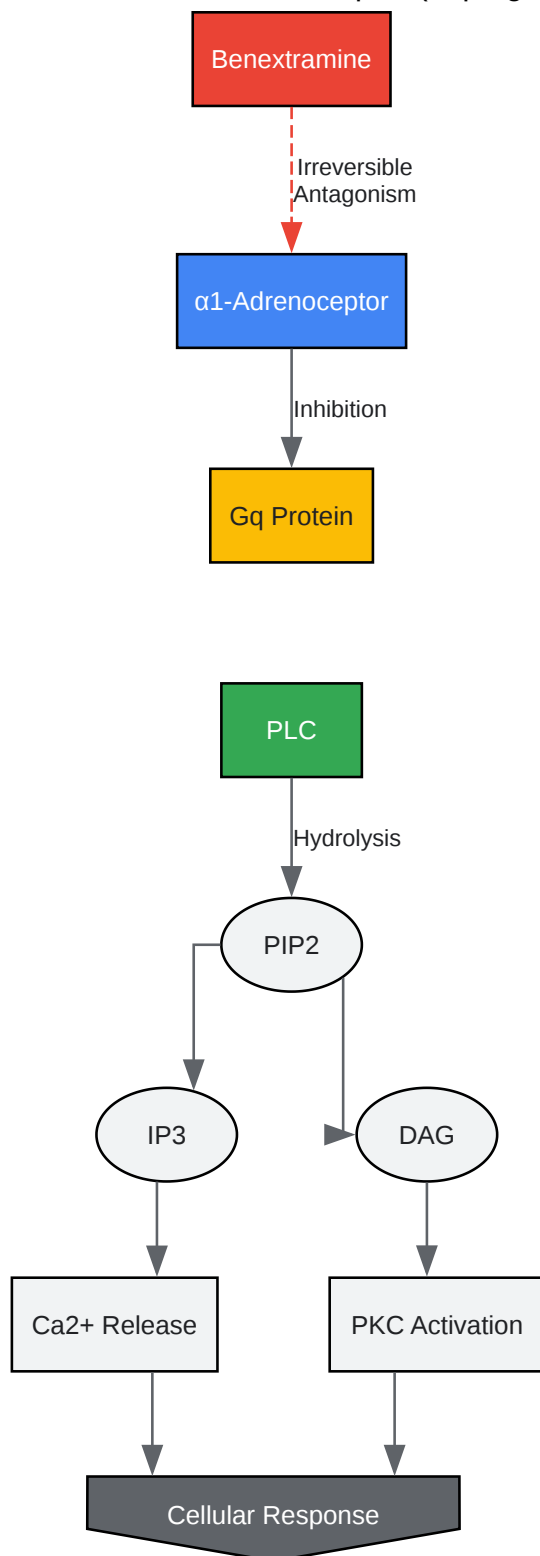 Benextramine
Irreversible
Antagonism
α1-Adrenoceptor
Inhibition
Gq Protein
PLC
Hydrolysis
PIP2
IP3
DAG
Ca2+ Release
PKC Activation
Cellular Response